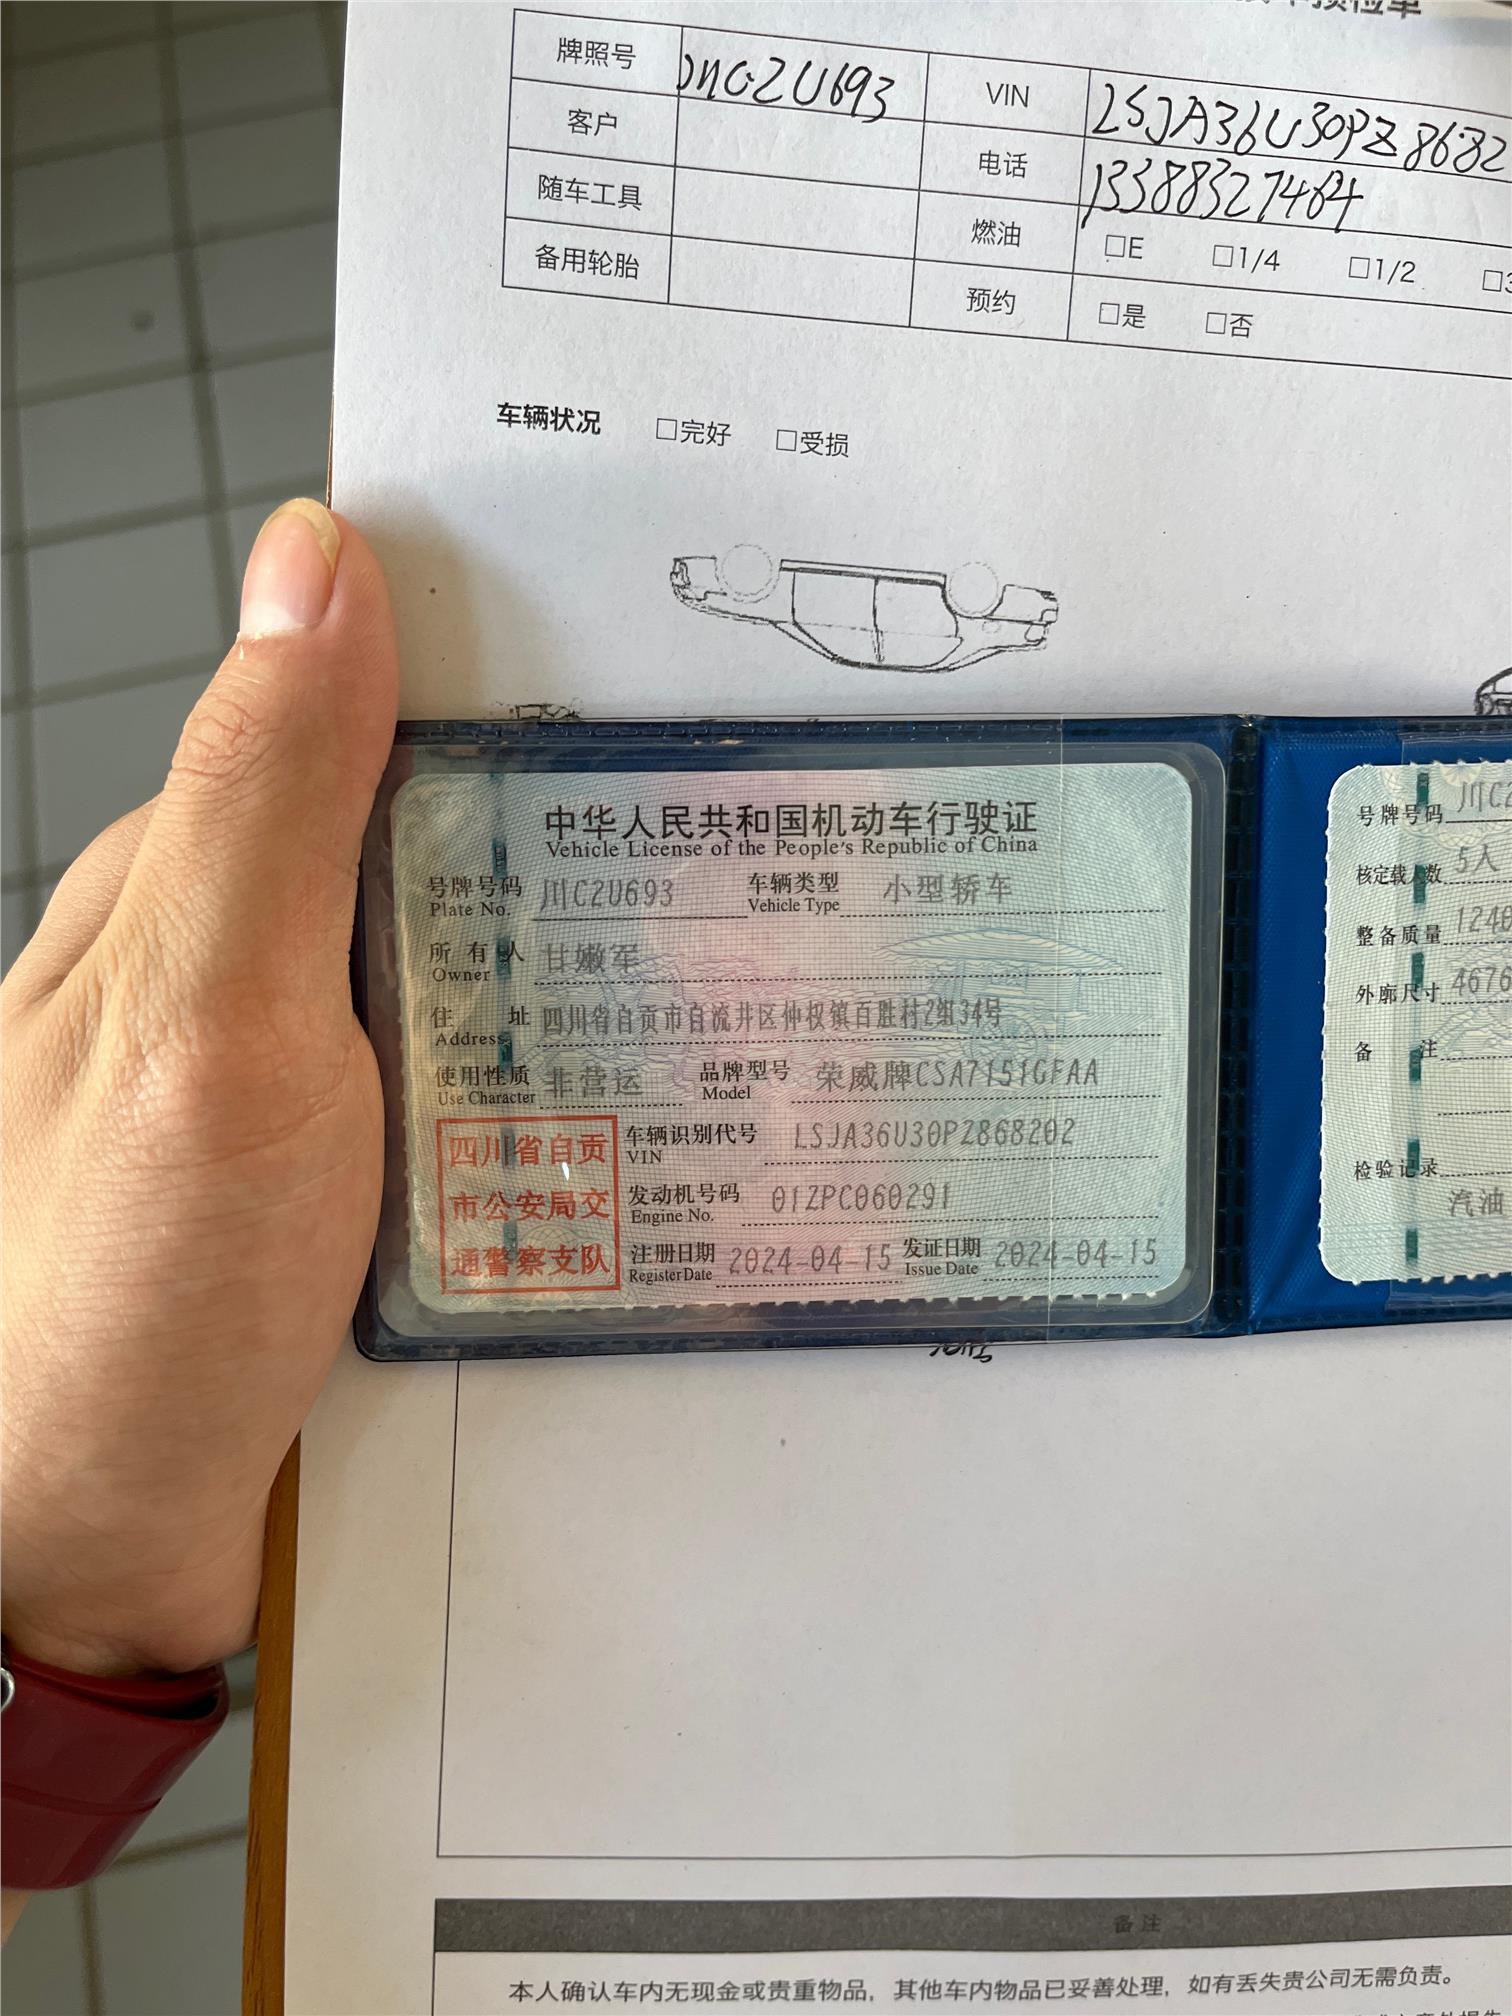 牌照号 川C2U693 VIN LSJA36U30PZ8682
客户 电话 13388327464
随车工具 燃油 □E □1/4 □1/2
备用轮胎 预约 □是 □否
车辆状况 □完好 □受损
中华人民共和国机动车行驶证
Vehicle License of the People's Republic of China
号牌号码 川C2U693 车辆类型 小型轿车
Plate No. Vehicle Type
所有人 甘嫩军
Owner
住址 四川省自贡市自流井区仲权镇百胜村2组34号
Address
使用性质 非营运 品牌型号 荣威牌CSA7151GFAA
Use Character Model
四川省自贡
市公安局交
通警察支队
车辆识别代号 LSJA36U30PZ868202
VIN
发动机号码 01ZPC060291
Engine No.
注册日期 2024-04-15 发证日期 2024-04-15
Register Date Issue Date
号牌号码 川C2
核定载人数 5人
整备质量 1240
外廓尺寸 4676
备注
检验记录
汽油
备注
本人确认车内无现金或贵重物品，其他车内物品已妥善处理，如有丢失贵公司无需负责。